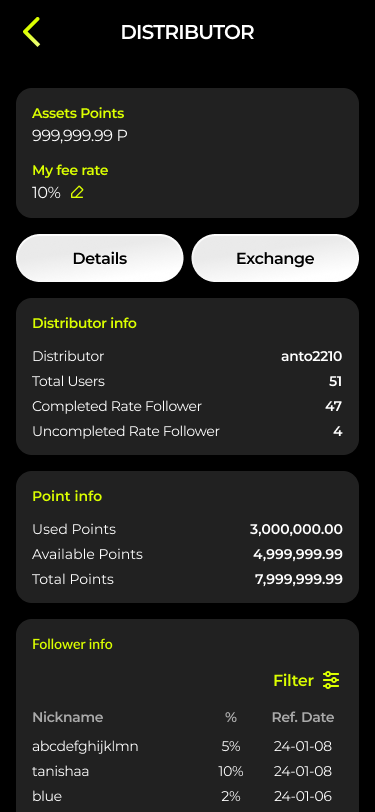 DISTRIBUTOR
Assets Points
999,999.99 P
My fee rate
10%
Details Exchange
Distributor info
Distributor anto2210
Total Users 51
Completed Rate Follower 47
Uncompleted Rate Follower 4
Point info
Used Points 3,000,000.00
Available Points 4,999,999.99
Total Points 7,999,999.99
Follower info
Filter
Nickname % Ref. Date
abcdefghijklmn 5% 24-01-08
tanishaa 10% 24-01-08
blue 2% 24-01-06